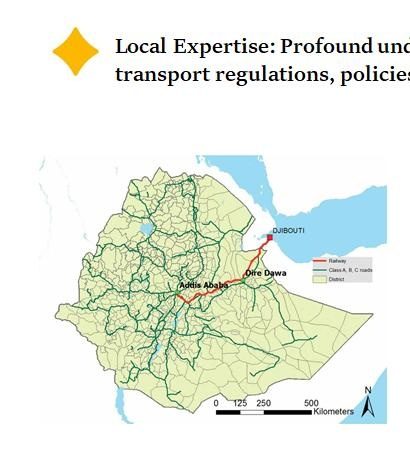 Local Expertise: Profound und
transport regulations, policies
DJIBOUTI
Railway
Class A, B, C roads
District
Dire Dawa
Addis Ababa
N
0 125 250 500
Kilometers